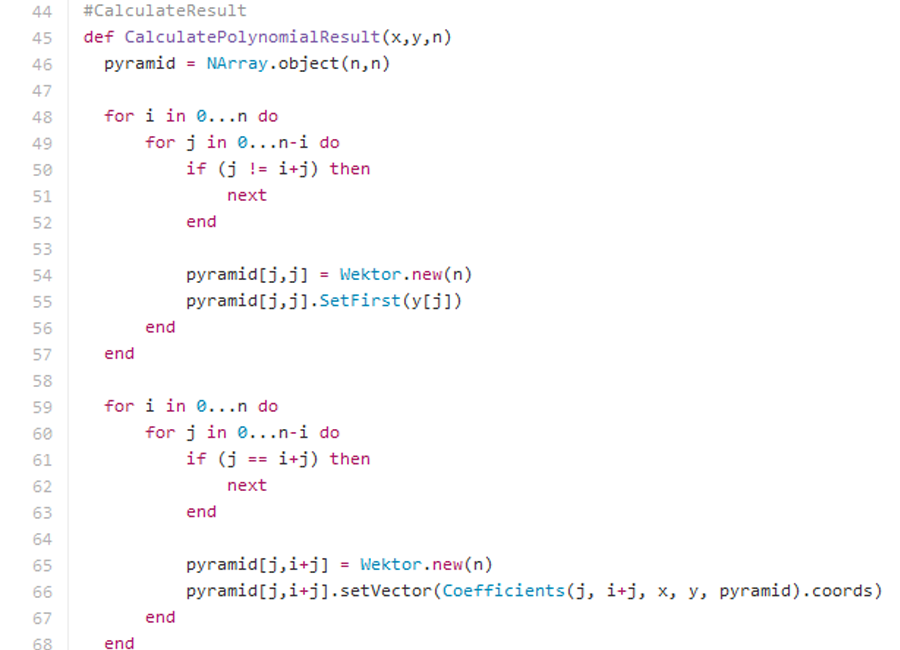 44 #CalculateResult
45 def CalculatePolynomialResult(x,y,n)
46   pyramid = NArray.object(n,n)
47
48   for i in 0...n do
49       for j in 0...n-i do
50           if (j != i+j) then
51               next
52           end
53
54           pyramid[j,j] = Wektor.new(n)
55           pyramid[j,j].SetFirst(y[j])
56       end
57   end
58
59   for i in 0...n do
60       for j in 0...n-i do
61           if (j == i+j) then
62               next
63           end
64
65           pyramid[j,i+j] = Wektor.new(n)
66           pyramid[j,i+j].setVector(Coefficients(j, i+j, x, y, pyramid).coords)
67       end
68   end